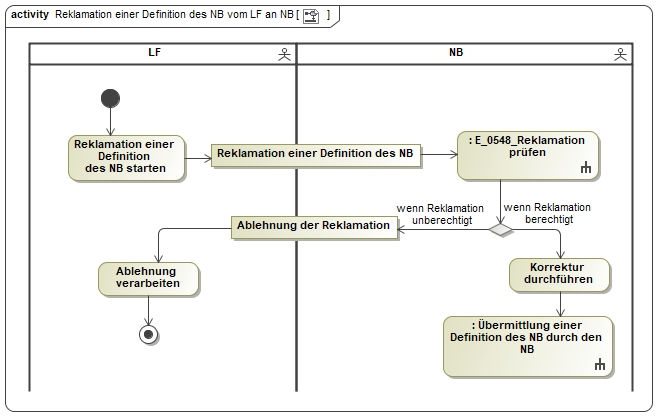 activity Reklamation einer Definition des NB vom LF an NB [ ]
LF
NB
Reklamation einer
Definition
des NB starten
Reklamation einer Definition des NB
: E_0548_Reklamation
prüfen
wenn Reklamation
unberechtigt
wenn Reklamation
berechtigt
Ablehnung der Reklamation
Ablehnung
verarbeiten
Korrektur
durchführen
: Übermittlung einer
Definition des NB durch den
NB